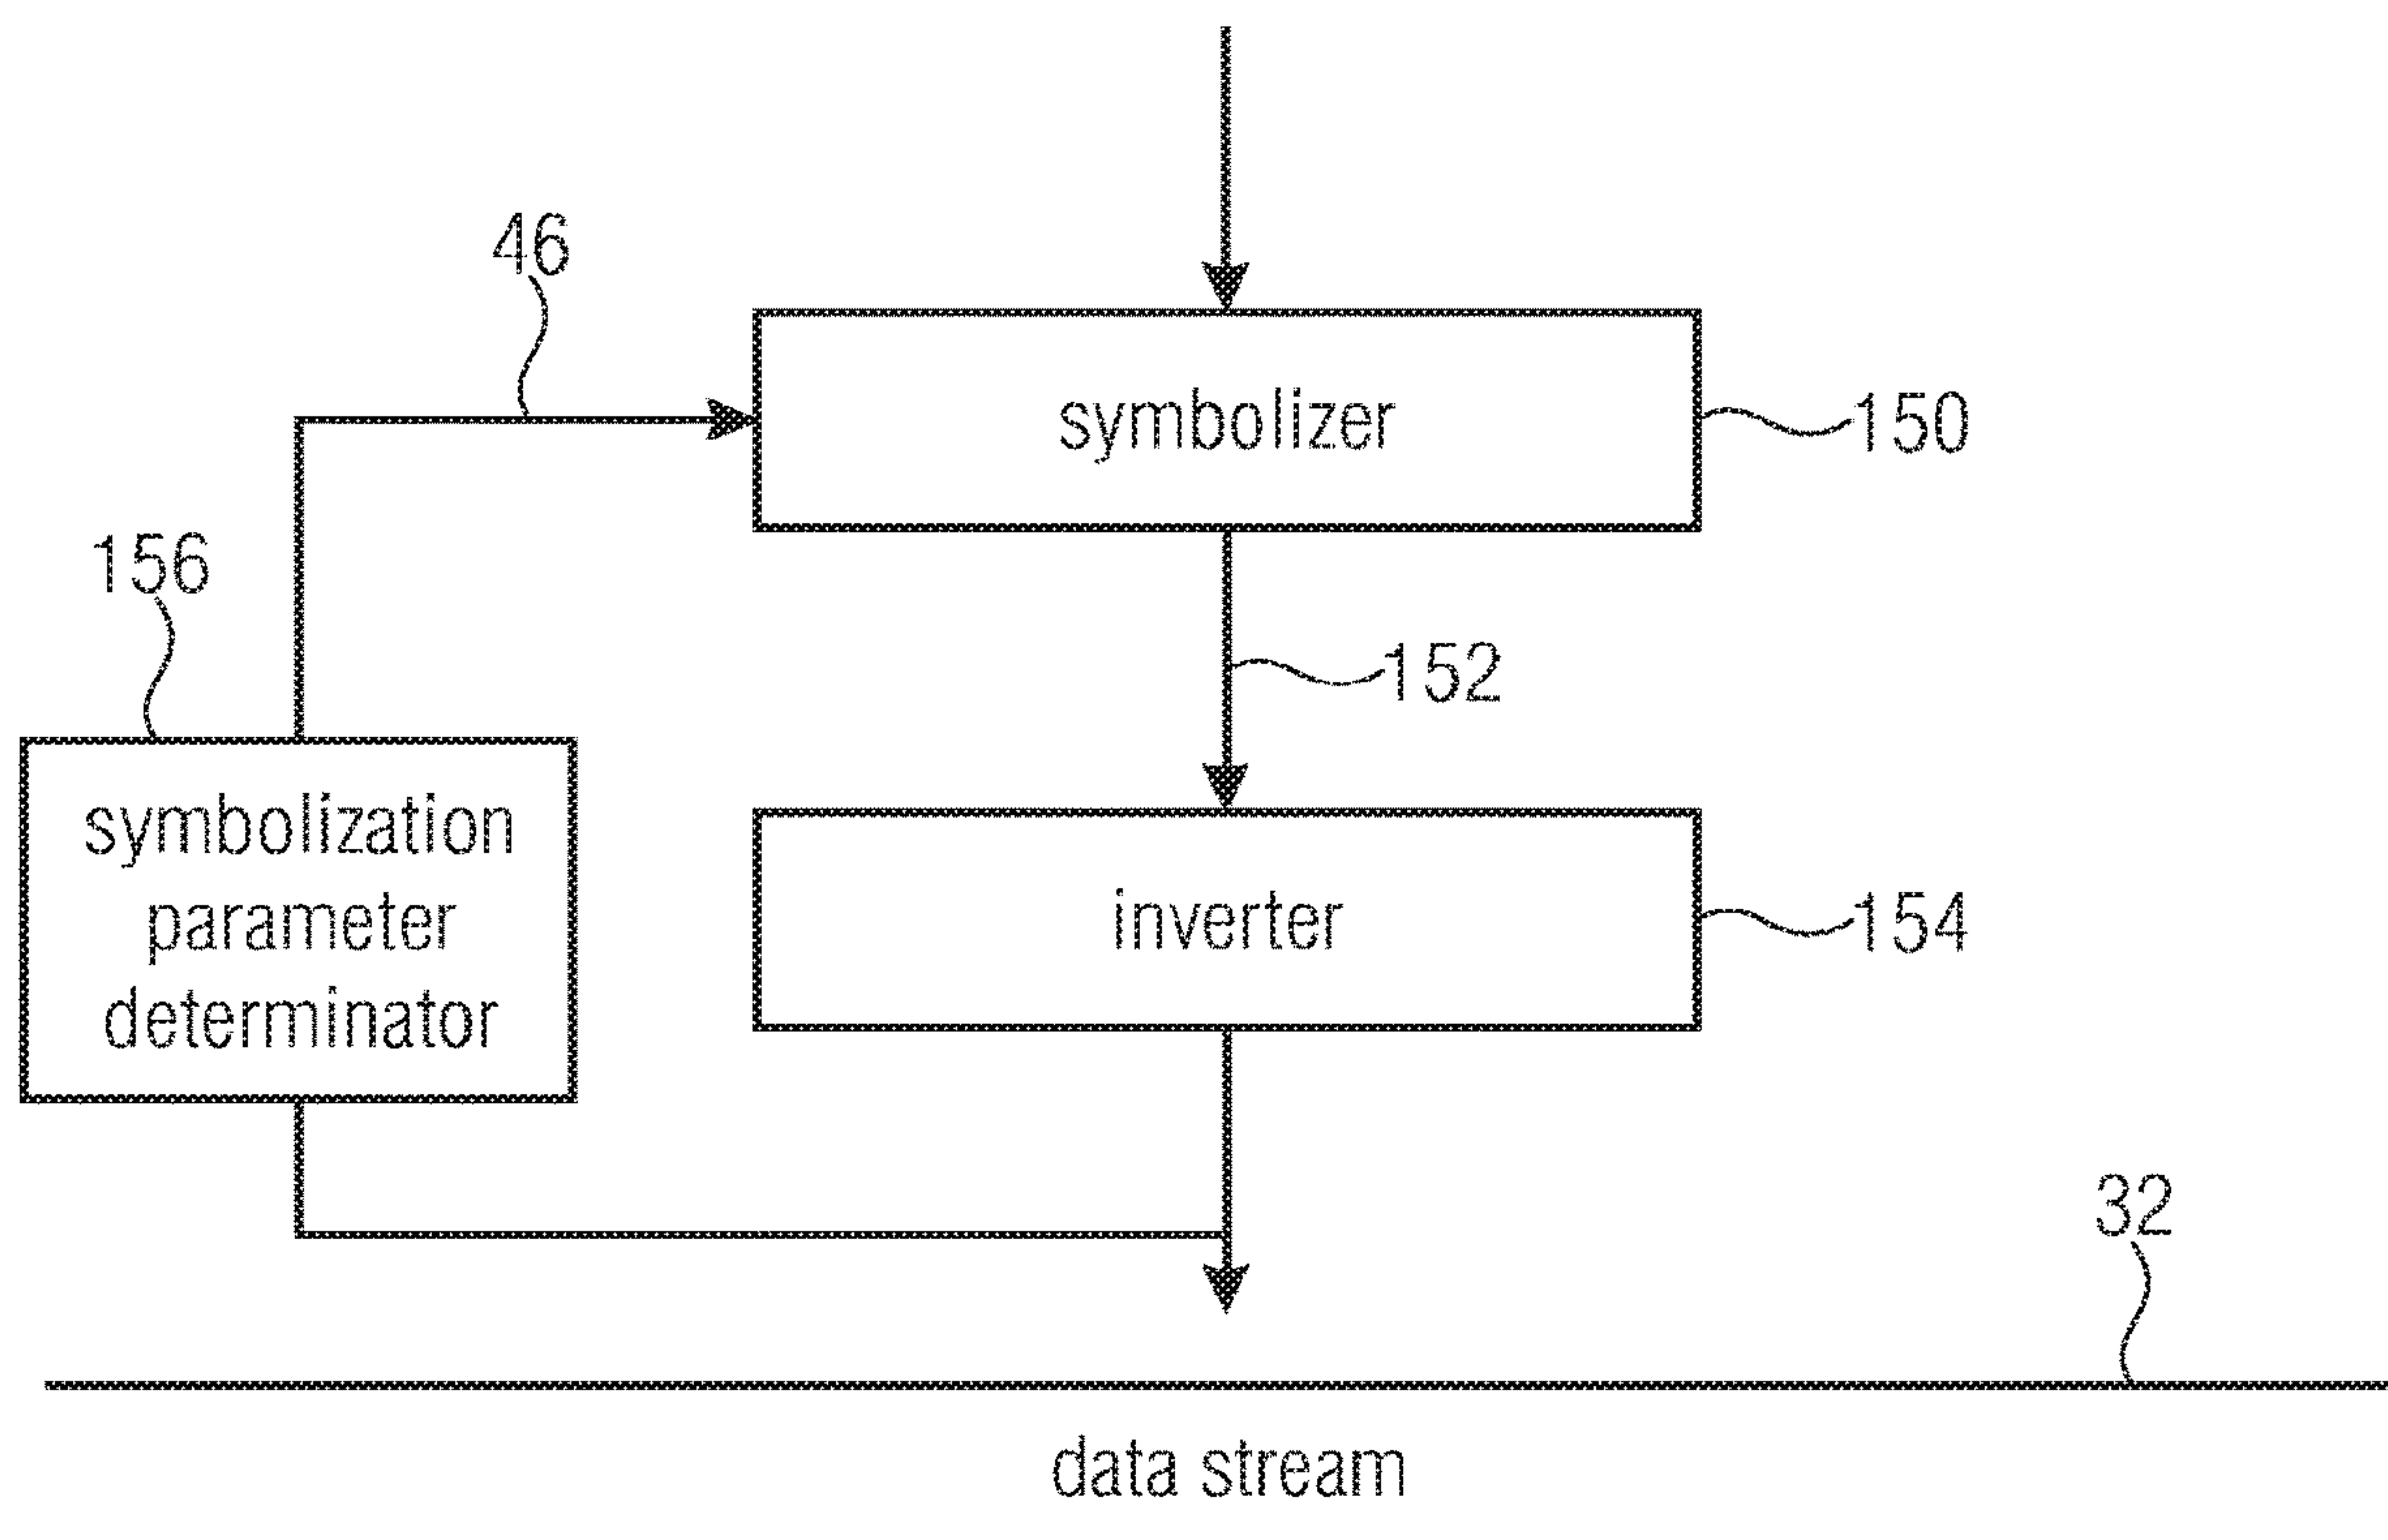 46
symbolizer
150
156
152
symbolization
parameter
determinator
inverter
154
32
data stream